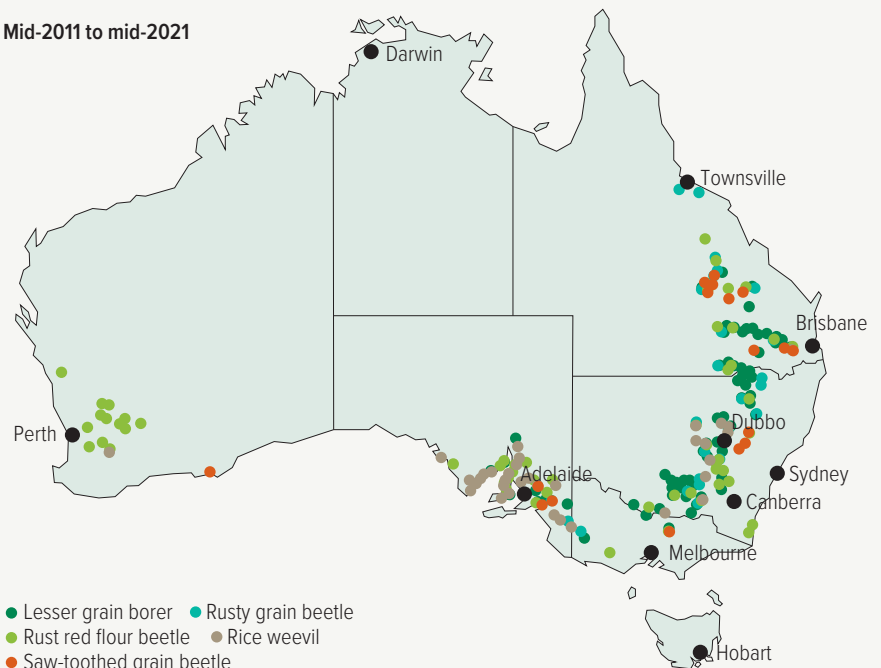 Mid-2011 to mid-2021
Darwin
Townsville
Brisbane
Perth
Dubbo
Adelaide
Sydney
Canberra
Melbourne
Lesser grain borer Rusty grain beetle
Rust red flour beetle Rice weevil
Saw-toothed grain beetle
Hobart